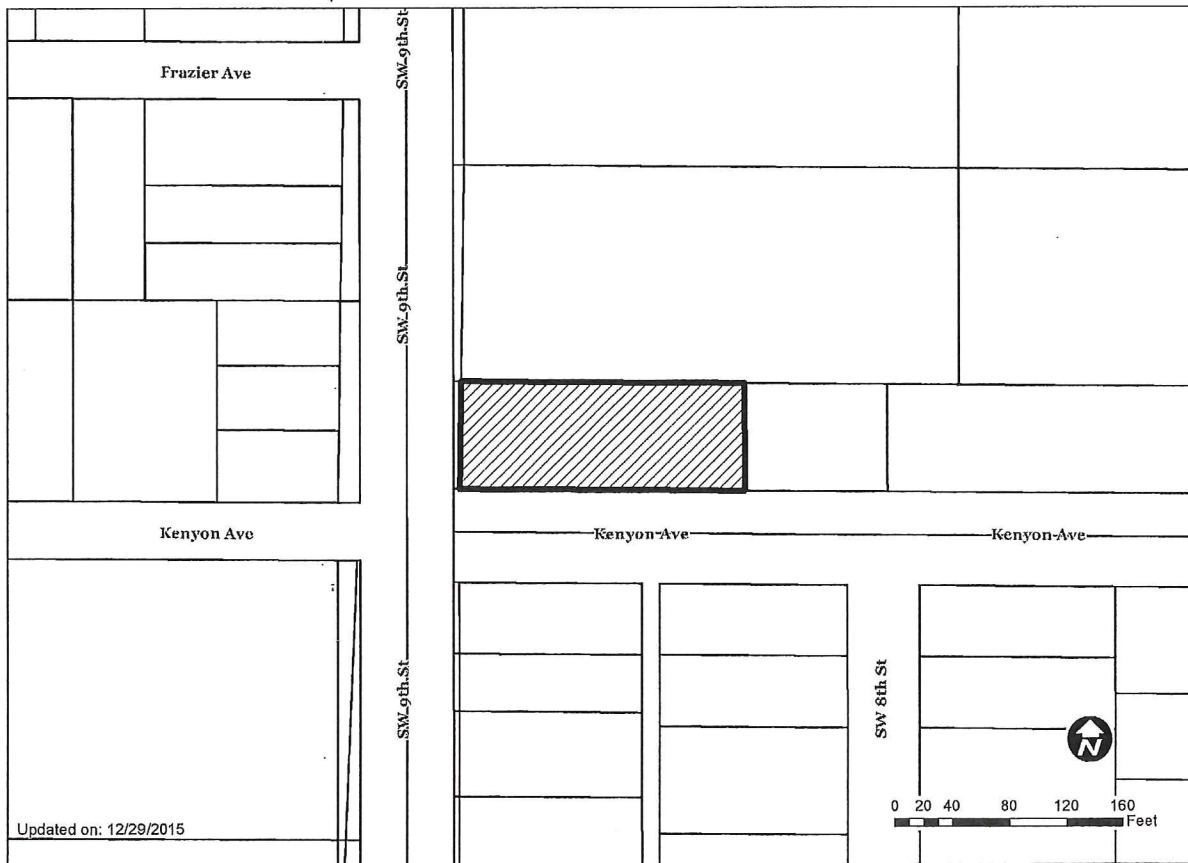 SW 9th St
Frazier Ave
SW 9th St
Kenyon Ave
Kenyon Ave
Kenyon Ave
SW 9th St
SW 8th St
N
0 20 40 80 120 160
Feet
Updated on: 12/29/2015